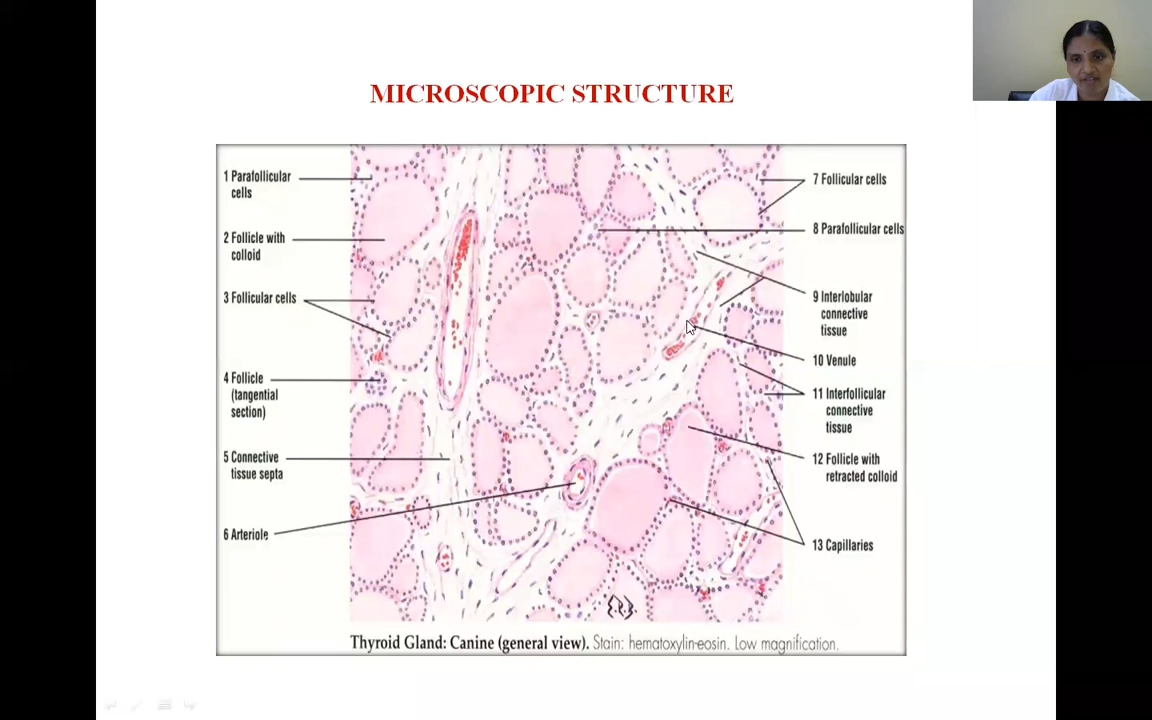 MICROSCOPIC STRUCTURE
1 Parafollicular
cells
2 Follicle with
colloid
3 Follicular cells
4 Follicle
(tangential
section)
5 Connective
tissue septa
6 Arteriole
7 Follicular cells
8 Parafollicular cells
9 Interlobular
connective
tissue
10 Venule
11 Interfollicular
connective
tissue
12 Follicle with
retracted colloid
13 Capillaries
Thyroid Gland: Canine (general view). Stain: hematoxylin-eosin. Low magnification.